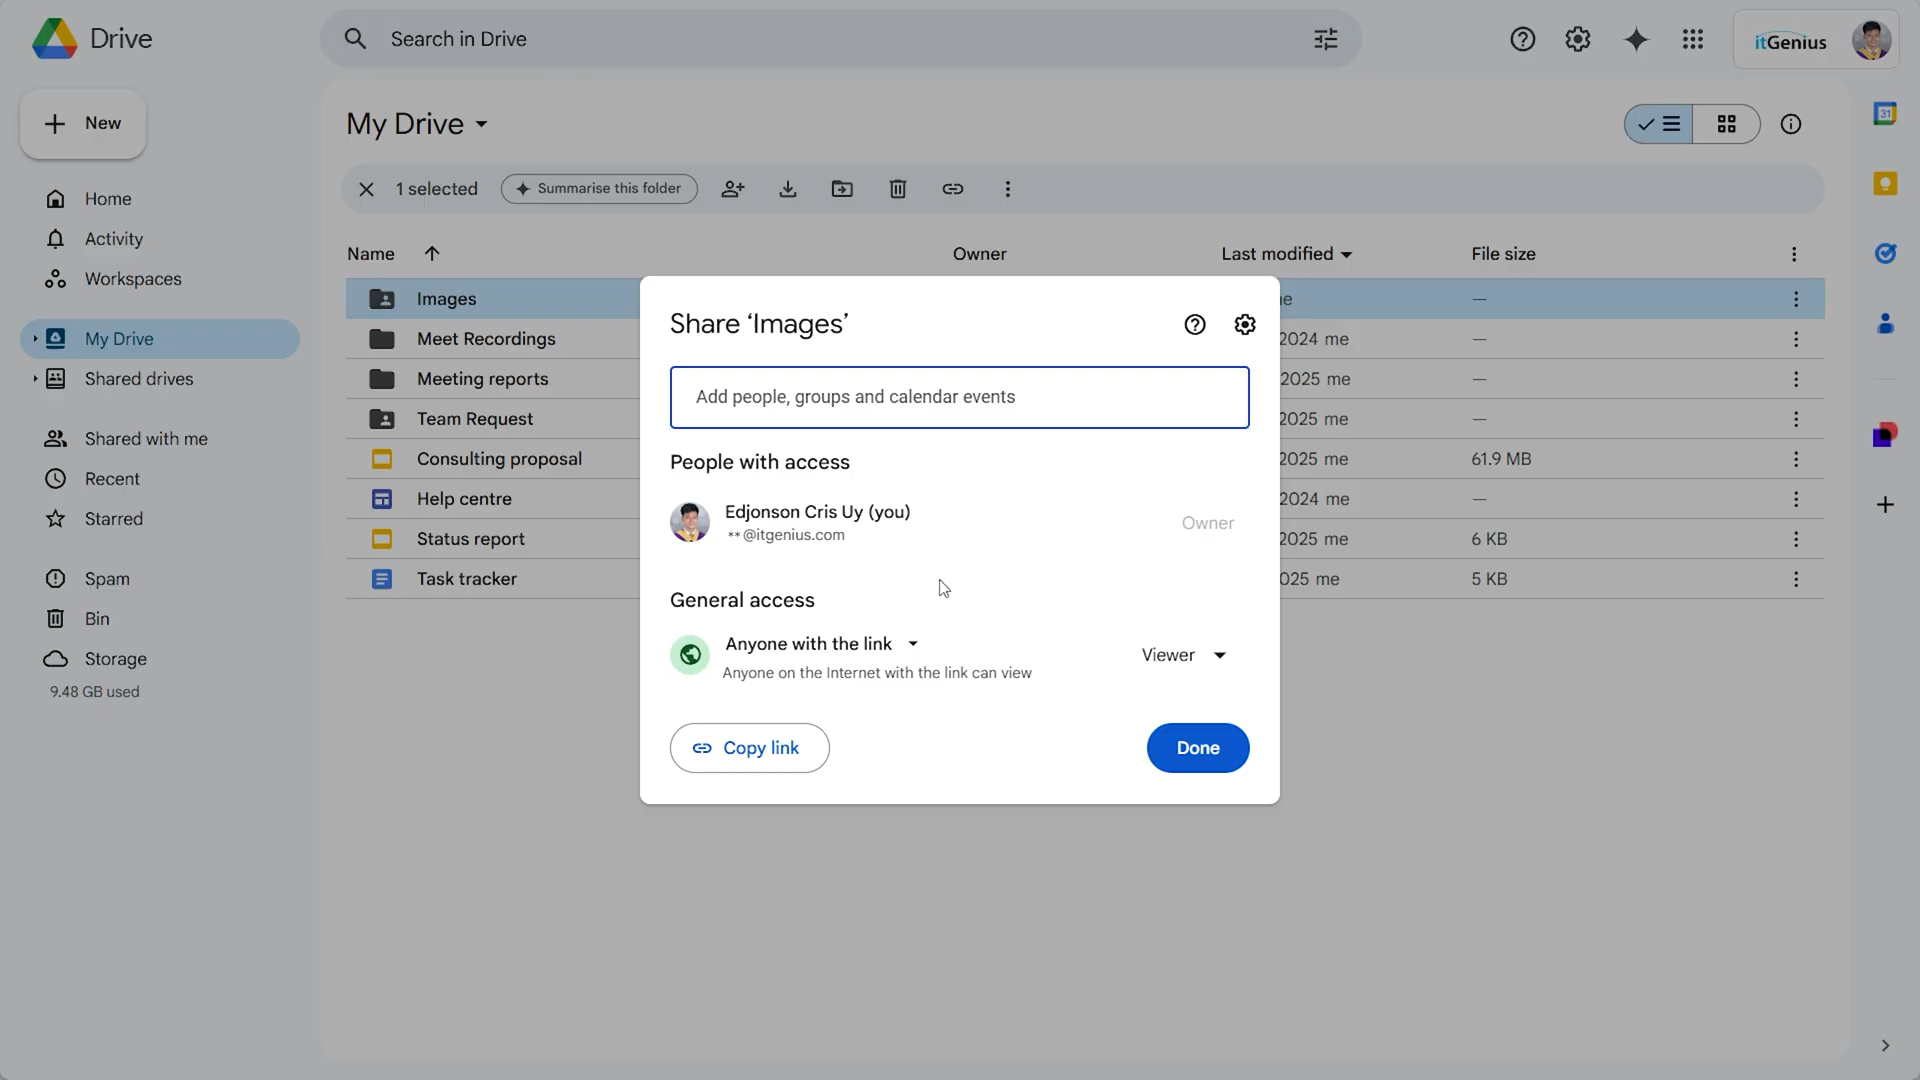 Drive
Search in Drive
itGenius
New
My Drive
1 selected
Summarise this folder
Home
Activity
Workspaces
My Drive
Shared drives
Shared with me
Recent
Starred
Spam
Bin
Storage
9.48 GB used
Name Owner Last modified File size
Images —
Meet Recordings 2024 me —
Meeting reports 2025 me —
Team Request 2025 me —
Consulting proposal 2025 me 61.9 MB
Help centre 2024 me —
Status report 2025 me 6 KB
Task tracker 025 me 5 KB
Share ‘Images’
Add people, groups and calendar events
People with access
Edjonson Cris Uy (you)
**@itgenius.com
Owner
General access
Anyone with the link
Anyone on the Internet with the link can view
Viewer
Copy link
Done
31